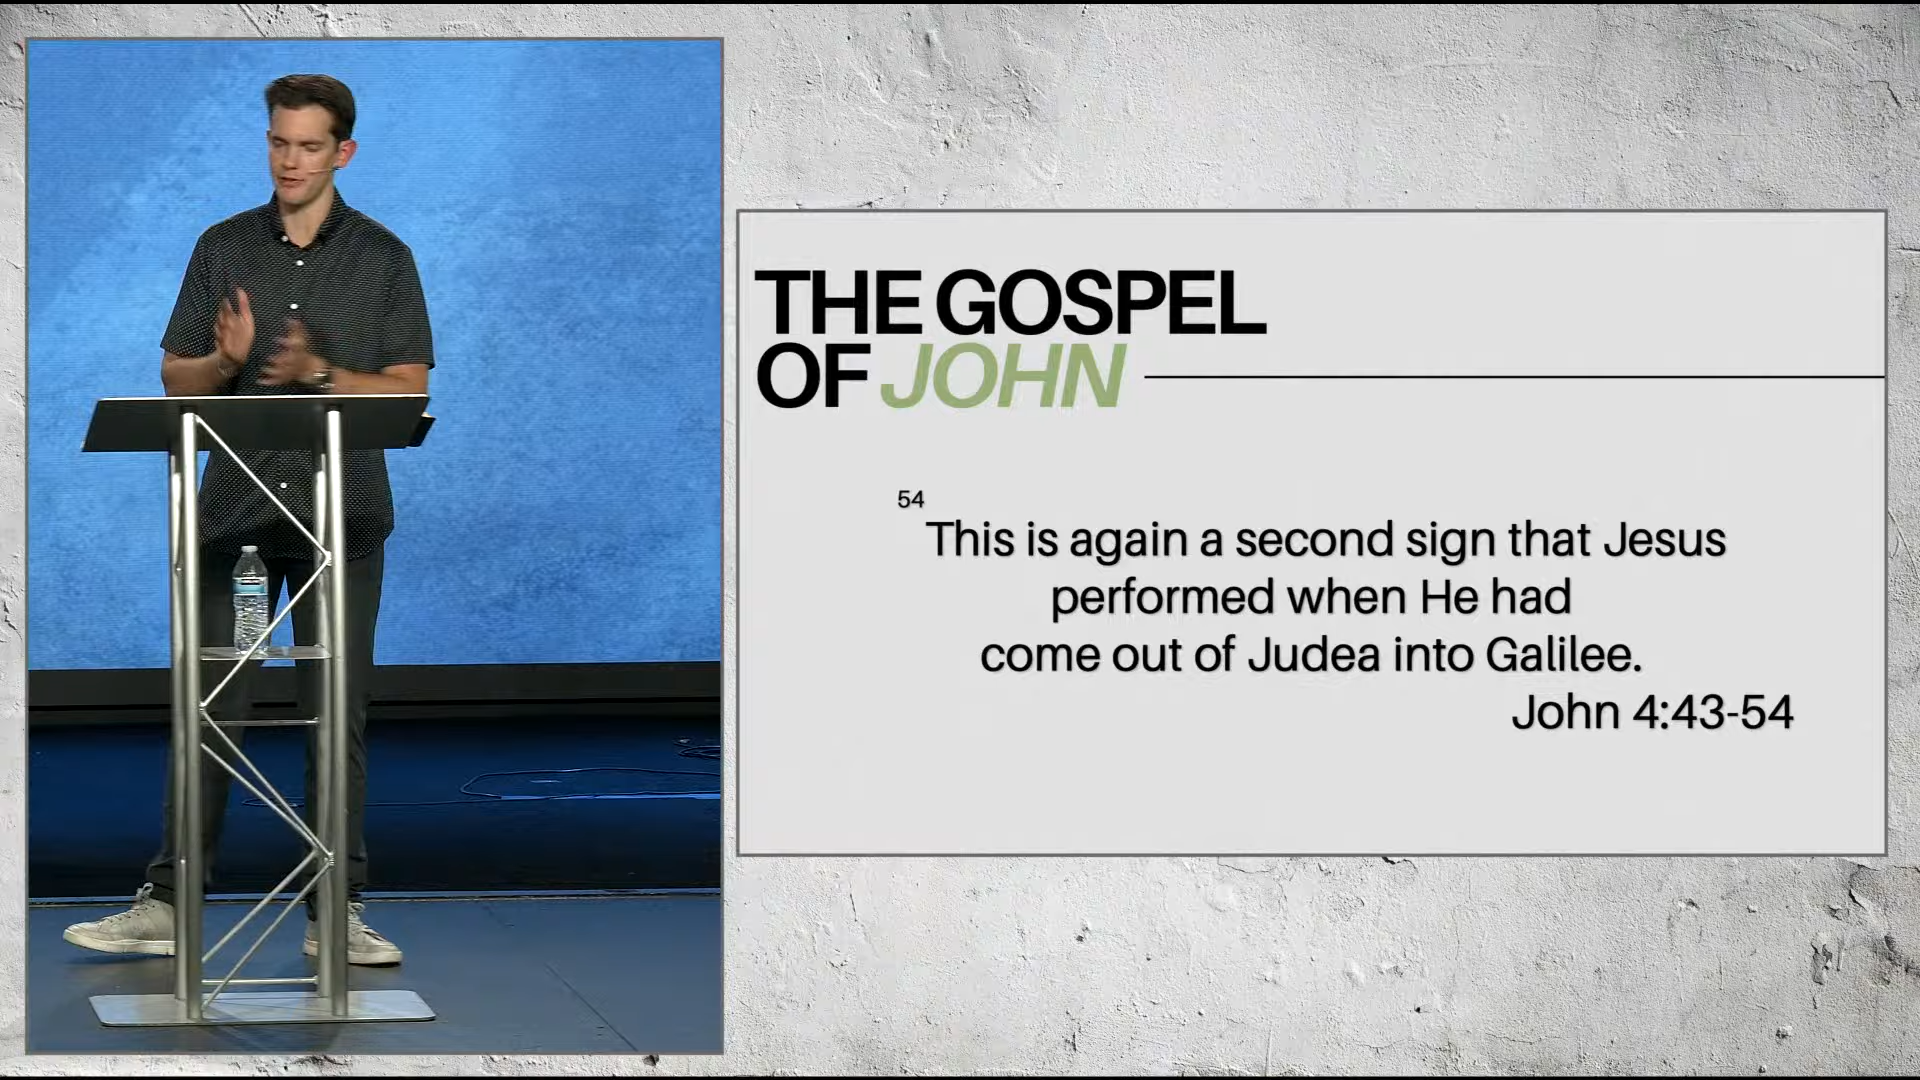 THE GOSPEL
OF JOHN
54
This is again a second sign that Jesus
performed when He had
come out of Judea into Galilee.
John 4:43-54